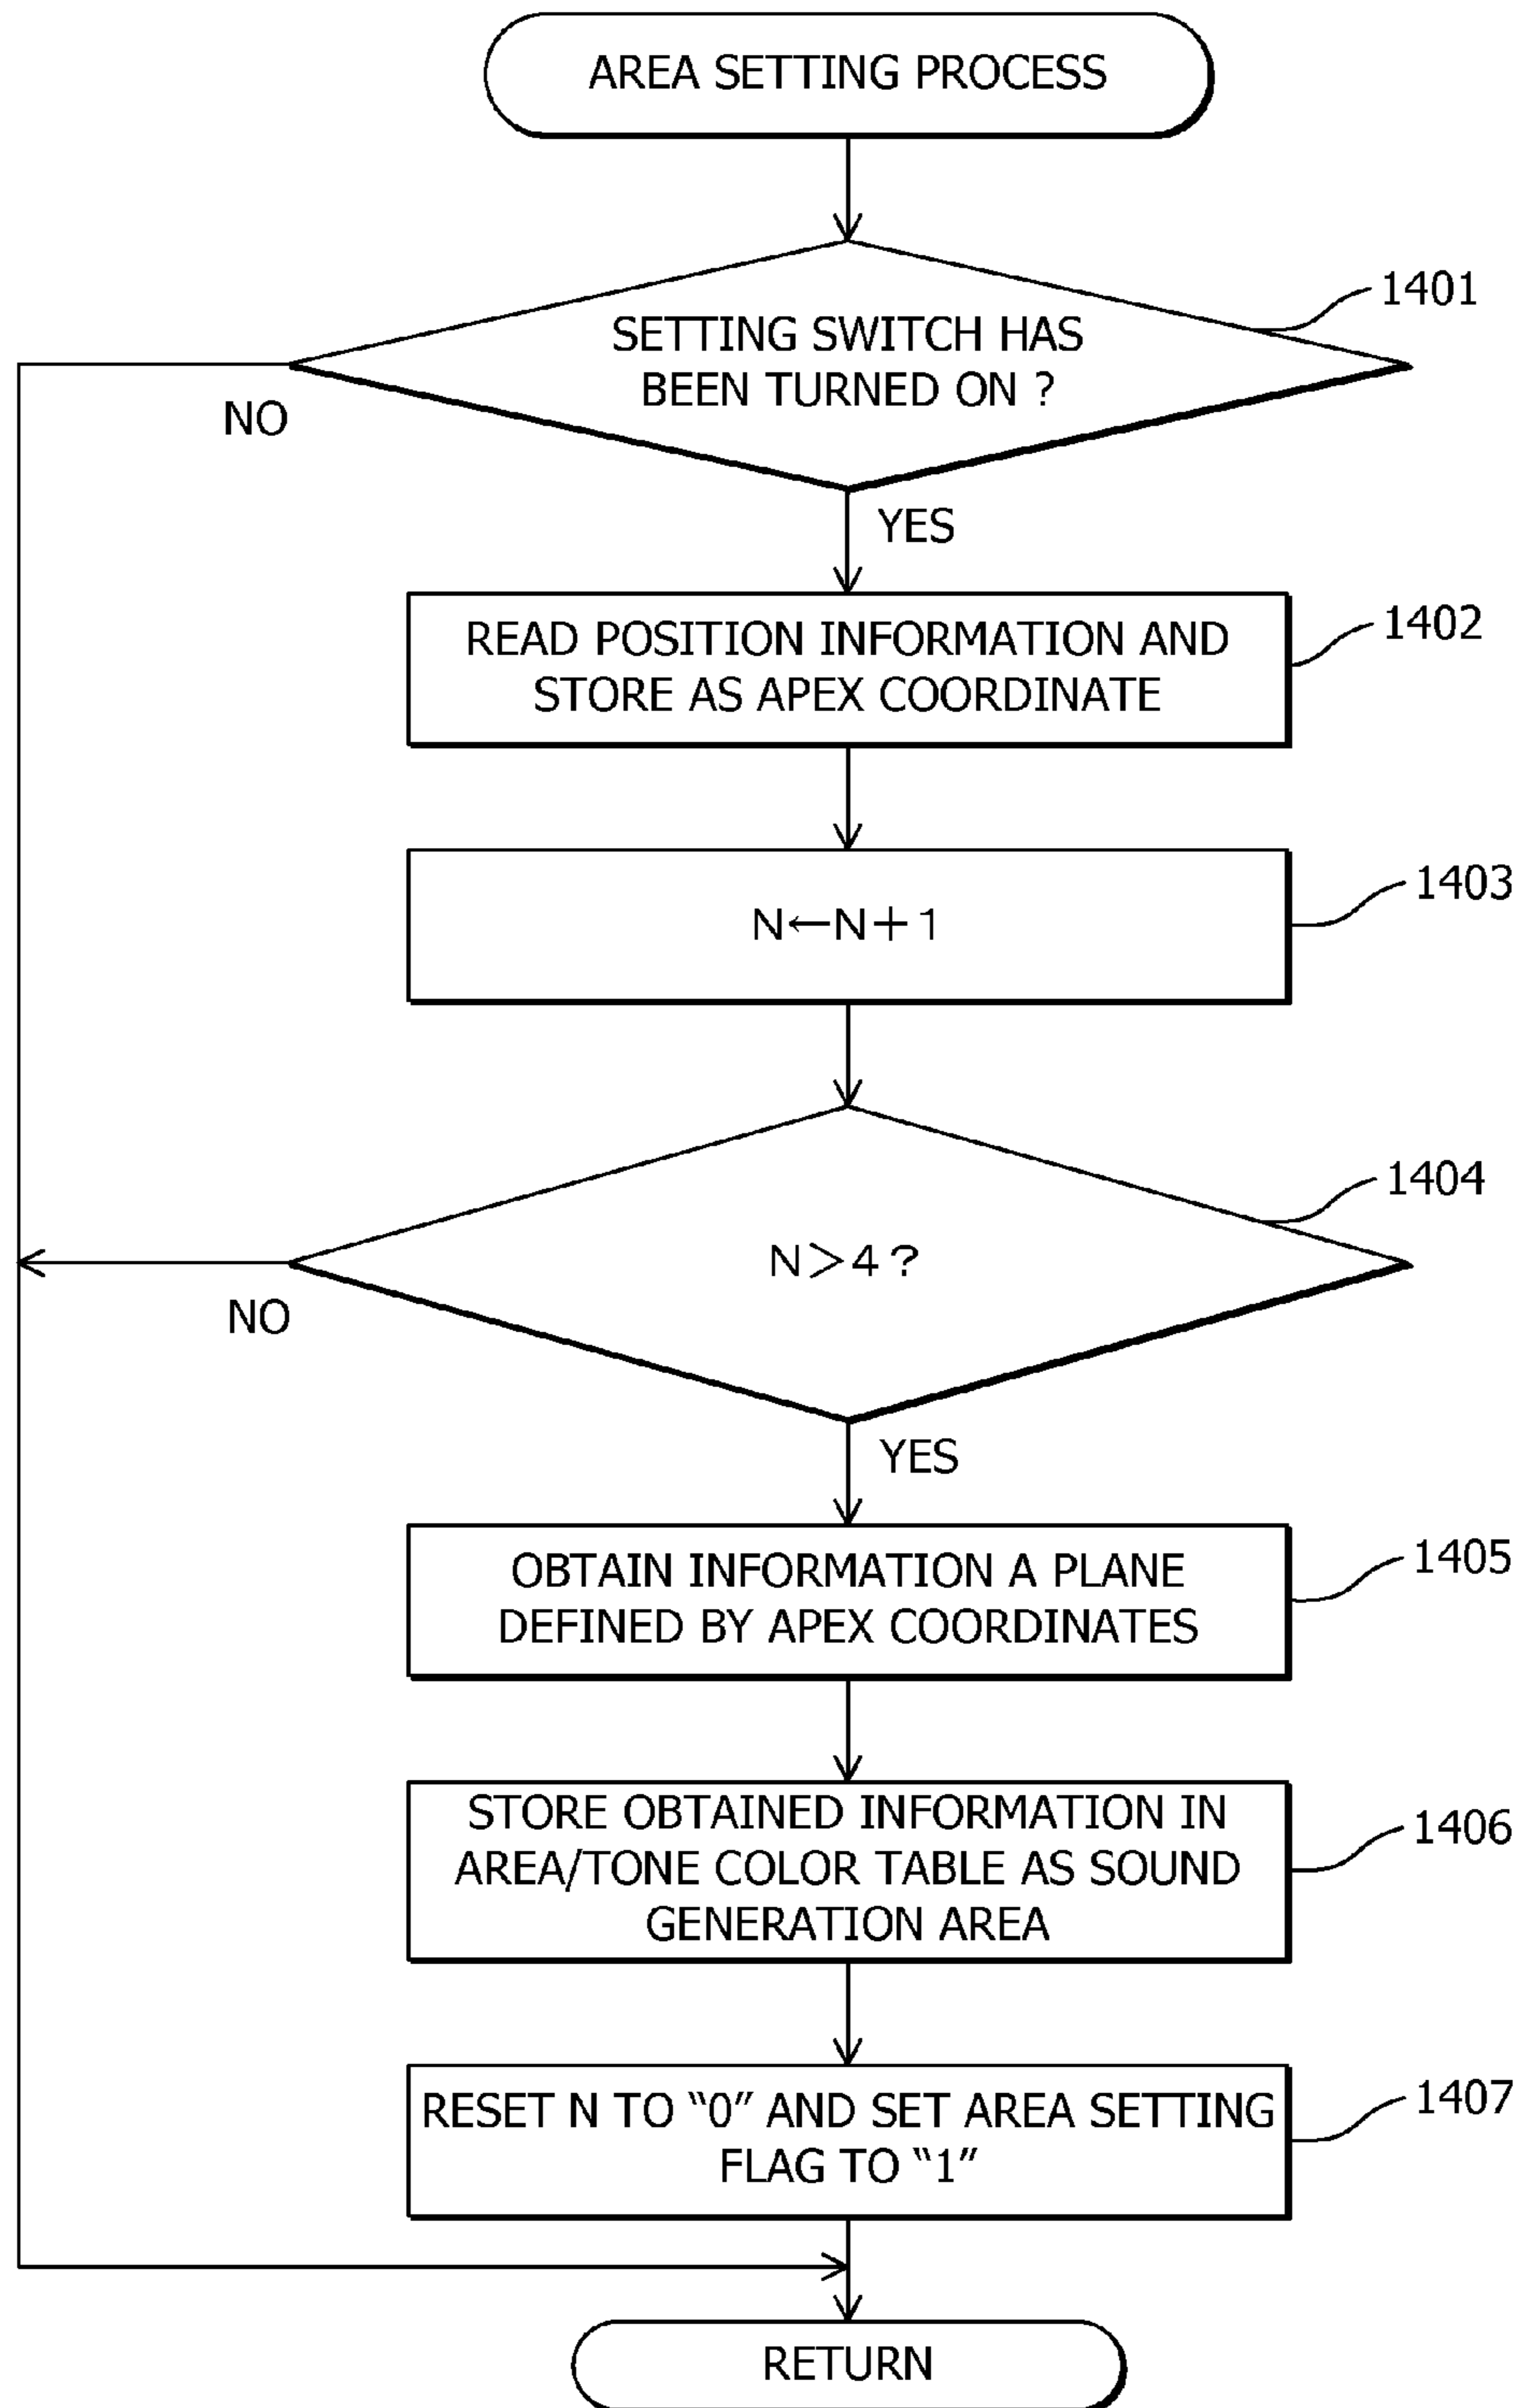 AREA SETTING PROCESS
1401
SETTING SWITCH HAS
BEEN TURNED ON ?
NO
YES
1402
READ POSITION INFORMATION AND
STORE AS APEX COORDINATE
1403
N←N+1
1404
N>4 ?
NO
YES
1405
OBTAIN INFORMATION A PLANE
DEFINED BY APEX COORDINATES
1406
STORE OBTAINED INFORMATION IN
AREA/TONE COLOR TABLE AS SOUND
GENERATION AREA
1407
RESET N TO “0” AND SET AREA SETTING
FLAG TO “1”
RETURN